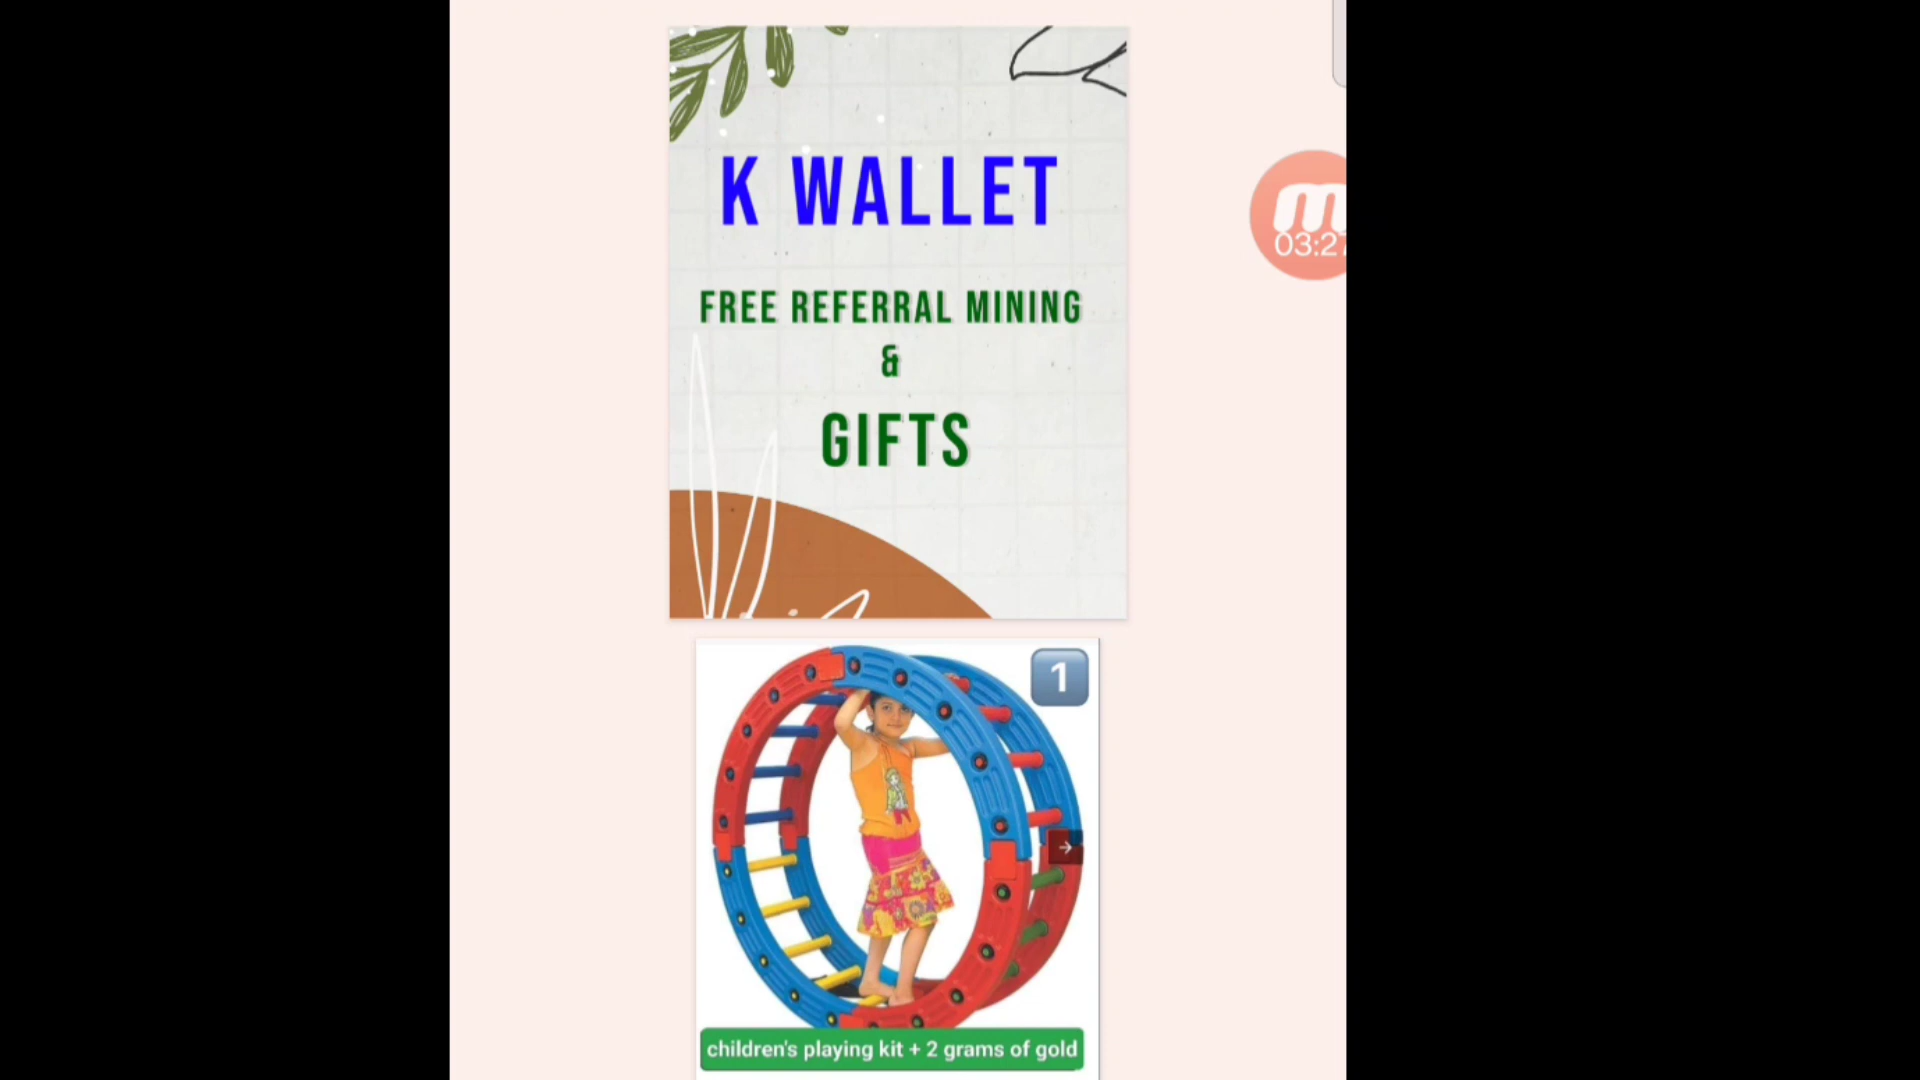 K WALLET
FREE REFERRAL MINING
&
GIFTS
03:27
1
children's playing kit + 2 grams of gold